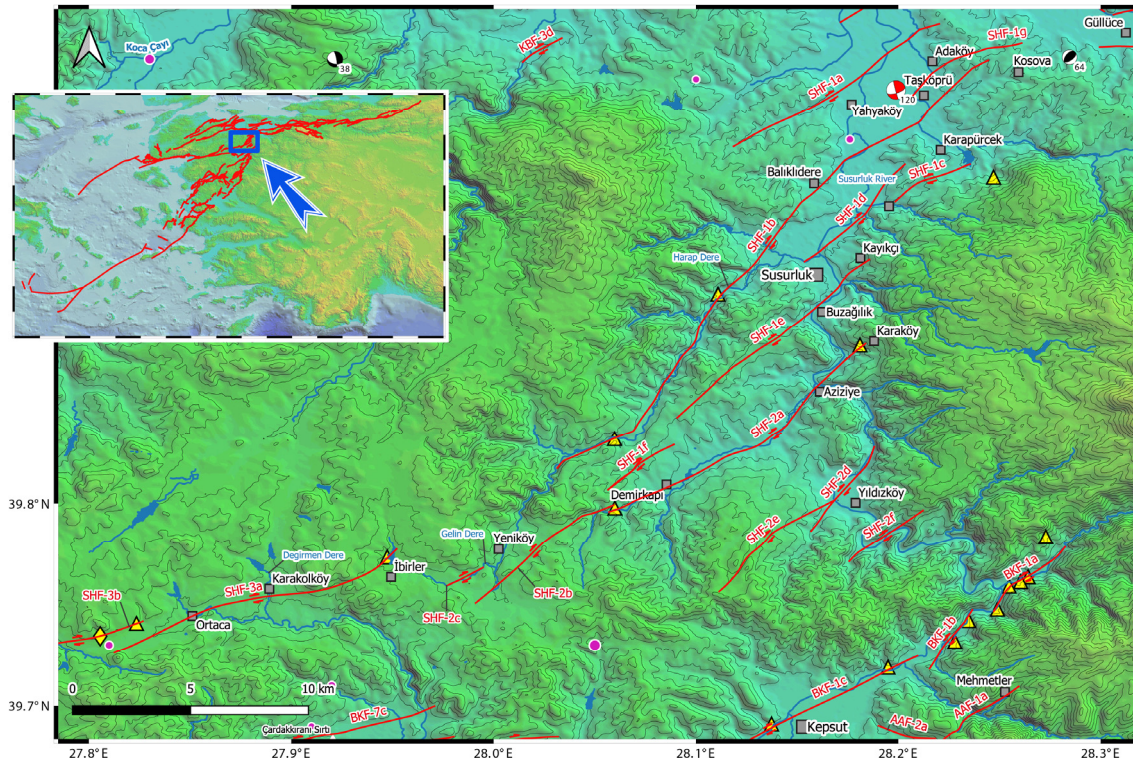 Güllüce
SHF-1g
KBF-3d
Koca Çayı
Adaköy
38
64
Kosova
SHF-1a
Taşköprü
120
Yahyaköy
Karapürcek
Balıklıdere
Susurluk River
SHF-1c
SHF-1d
SHF-1b
Kayıkçı
Harap Dere
Susurluk
Buzağılık
SHF-1e
Karaköy
Aziziye
SHF-2a
SHF-1f
39.8
Demirkapı
SHF-2d
Yıldızköy
SHF-2e
SHF-2f
Gelin Dere
Yeniköy
Degirmen Dere
İbirler
BKF-1a
Karakolköy
SHF-3a
SHF-2b
SHF-3b
SHF-2c
Ortaca
BKF-1b
0
5
10 km
BKF-1c
Mehmetler
39.7
BKF-7c
AAF-1a
Çardakkıranı Sırtı
Kepsut
AAF-2a
27.8°E
27.9°E
28.0°E
28.1°E
28.2°E
28.3°E